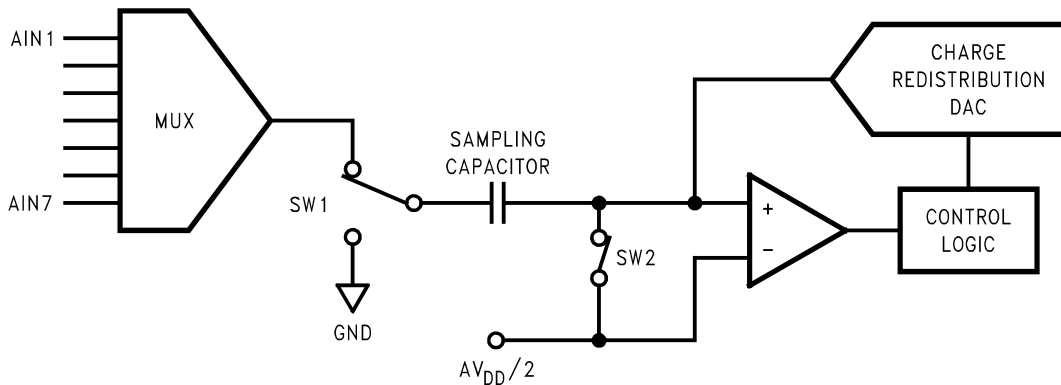 AIN1
AIN7
MUX
SW1
GND
SAMPLING
CAPACITOR
SW2
AVDD/2
+
−
CHARGE
REDISTRIBUTION
DAC
CONTROL
LOGIC